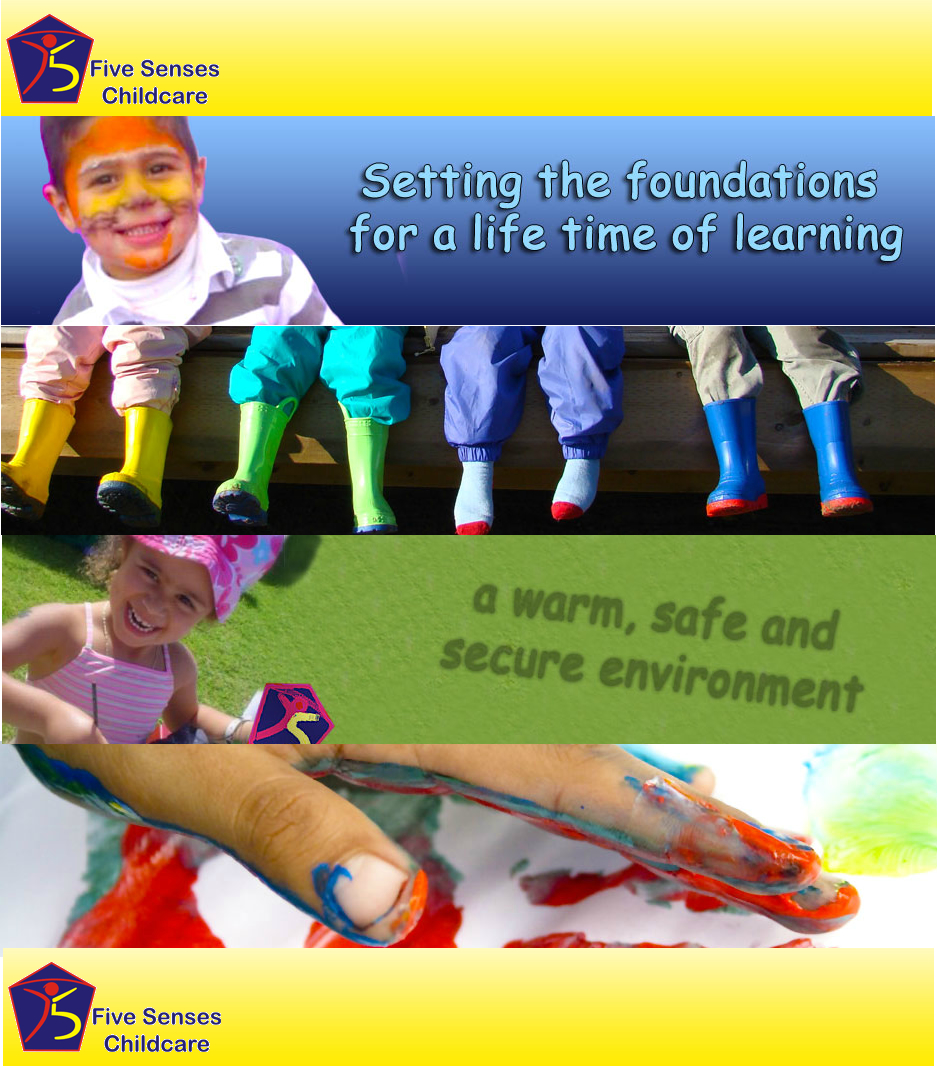 Five Senses
Childcare
Setting the foundations
for a life time of learning
a warm, safe and
secure environment
Five Senses
Childcare